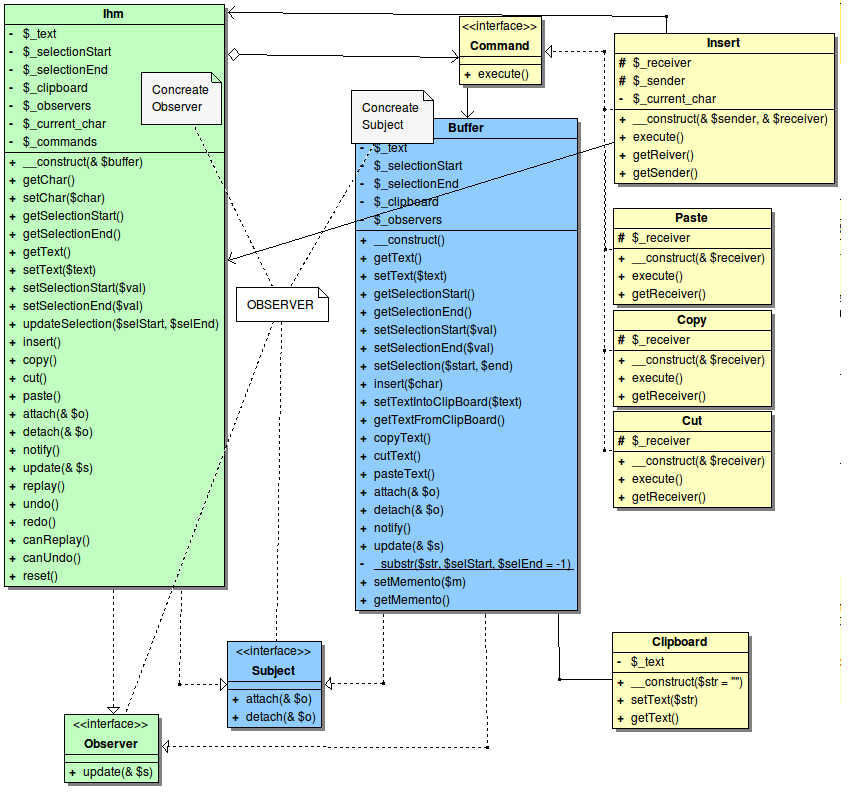 Ihm
- $_text
- $_selectionStart
- $_selectionEnd
- $_clipboard
- $_observers
- $_current_char
- $_commands
+ __construct(& $buffer)
+ getChar()
+ setChar($char)
+ getSelectionStart()
+ getSelectionEnd()
+ getText()
+ setText($text)
+ setSelectionStart($val)
+ setSelectionEnd($val)
+ updateSelection($selStart, $selEnd)
+ insert()
+ copy()
+ cut()
+ paste()
+ attach(& $o)
+ detach(& $o)
+ notify()
+ update(& $s)
+ replay()
+ undo()
+ redo()
+ canReplay()
+ canUndo()
+ reset()
Concreate
Observer
<<interface>>
Command
+ execute()
Concreate
Subject
Buffer
- $_text
- $_selectionStart
- $_selectionEnd
- $_clipboard
- $_observers
+ __construct()
+ getText()
+ setText($text)
+ getSelectionStart()
+ getSelectionEnd()
+ setSelectionStart($val)
+ setSelectionEnd($val)
+ setSelection($start, $end)
+ insert($char)
+ setTextIntoClipBoard($text)
+ getTextFromClipBoard()
+ copyText()
+ cutText()
+ pasteText()
+ attach(& $o)
+ detach(& $o)
+ notify()
+ update(& $s)
- _substr($str, $selStart, $selEnd = -1)
+ setMemento($m)
+ getMemento()
OBSERVER
Insert
# $_receiver
# $_sender
- $_current_char
+ __construct(& $sender, & $receiver)
+ execute()
+ getReiver()
+ getSender()
Paste
# $_receiver
+ __construct(& $receiver)
+ execute()
+ getReceiver()
Copy
# $_receiver
+ __construct(& $receiver)
+ execute()
+ getReceiver()
Cut
# $_receiver
+ __construct(& $receiver)
+ execute()
+ getReceiver()
<<interface>>
Subject
+ attach(& $o)
+ detach(& $o)
Clipboard
- $_text
+ __construct($str = "")
+ setText($str)
+ getText()
<<interface>>
Observer
+ update(& $s)